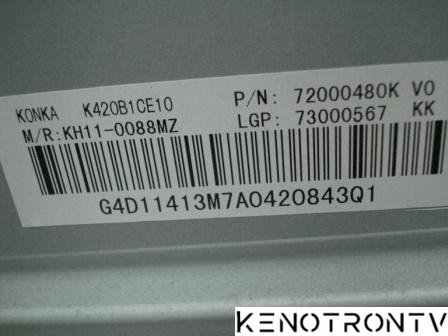 KONKA K420B1CE10 P/N: 72000480K V0
M/R:KH11-0088MZ LGP: 73000567 KK
G4D11413M7A0420843Q1
KENOTRONTV